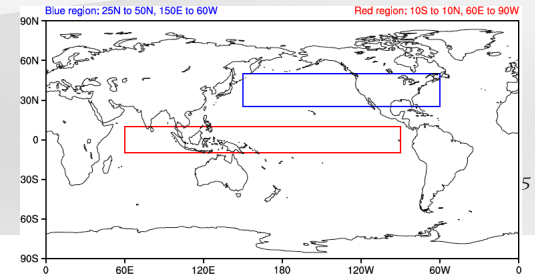 Blue region; 25N to 50N, 150E to 60W
Red region; 10S to 10N, 60E to 90W
90N
60N
30N
0
30S
60S
90S
0 60E 120E 180 120W 60W 0
5